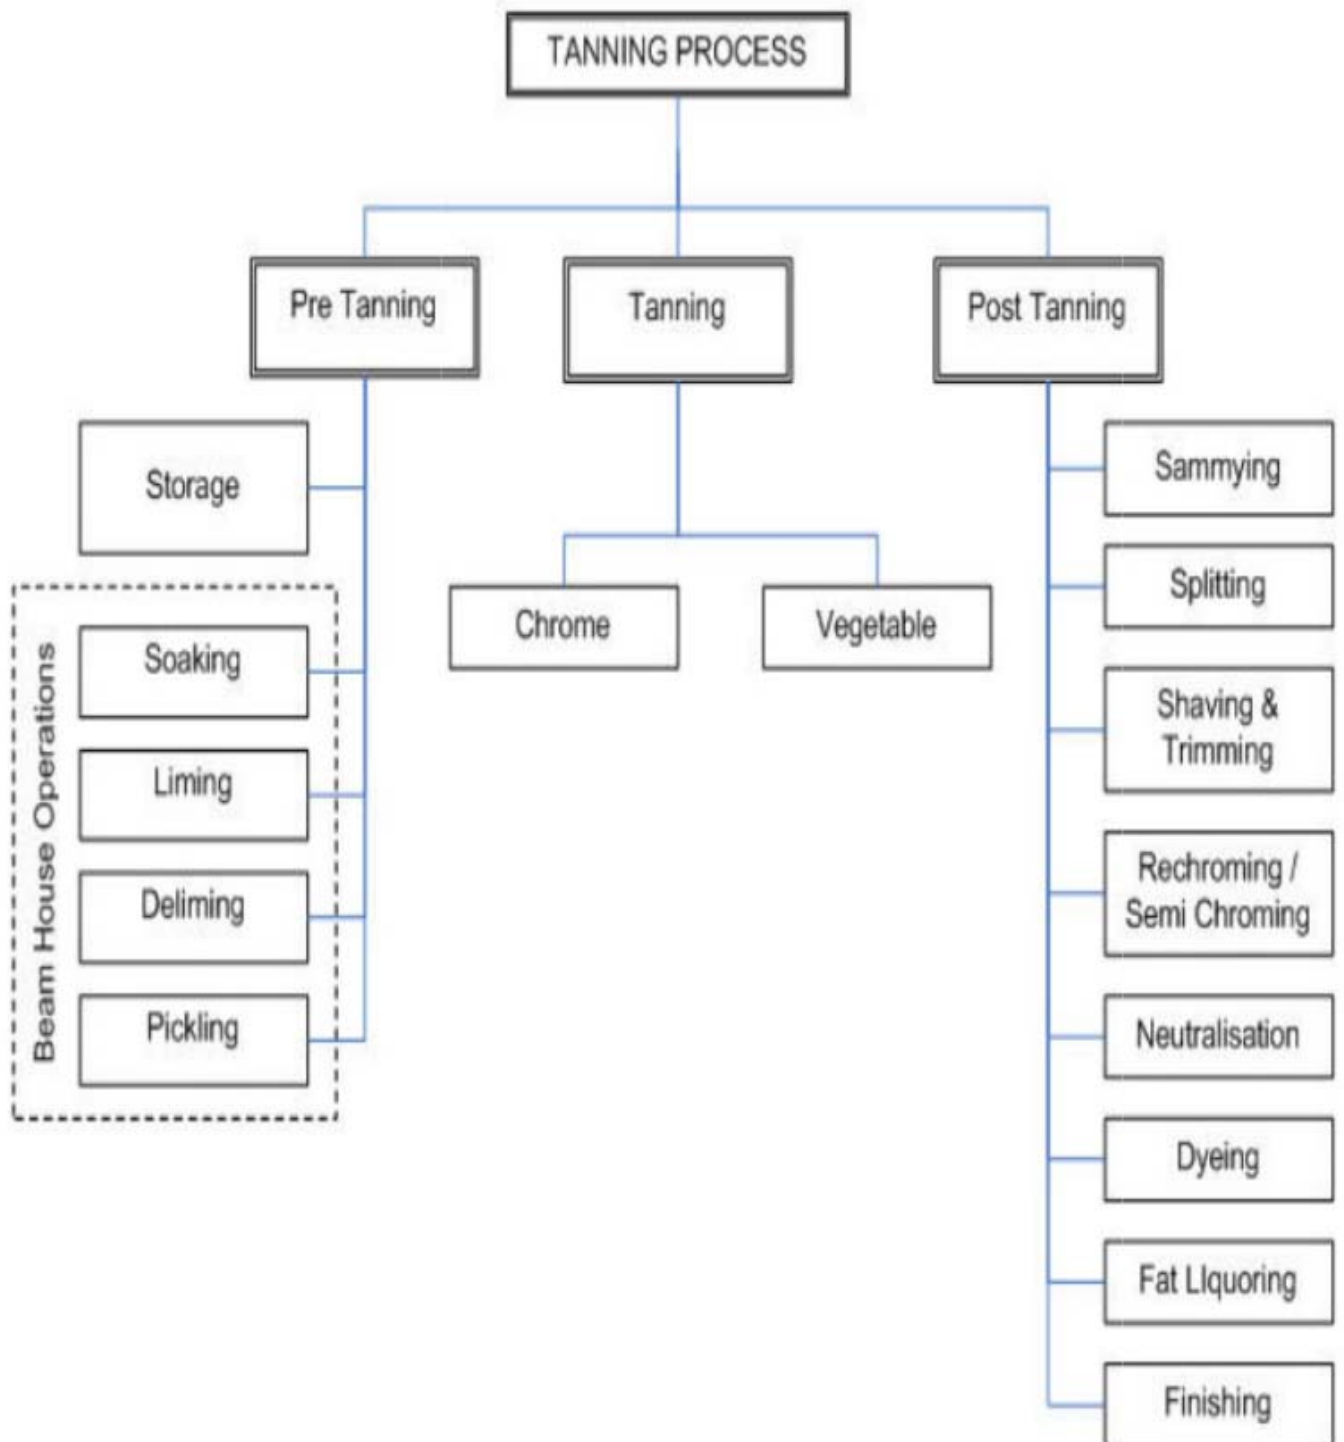 TANNING PROCESS
Pre Tanning
Tanning
Post Tanning
Storage
Beam House Operations
Soaking
Liming
Deliming
Pickling
Chrome
Vegetable
Sammying
Splitting
Shaving &
Trimming
Rechroming /
Semi Chroming
Neutralisation
Dyeing
Fat LIquoring
Finishing